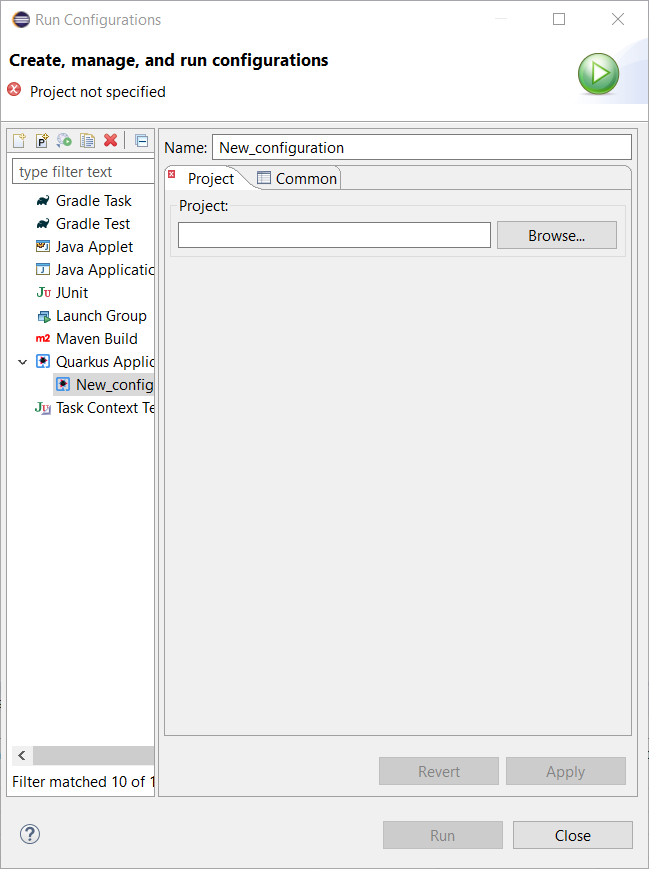 Run Configurations
Create, manage, and run configurations
Project not specified
type filter text
Gradle Task
Gradle Test
Java Applet
Java Applicatio
JUnit
Launch Group
Maven Build
Quarkus Applic
New_config
Task Context Te
Filter matched 10 of 1
Name: New_configuration
Project Common
Project:
Browse...
Revert Apply
Run Close